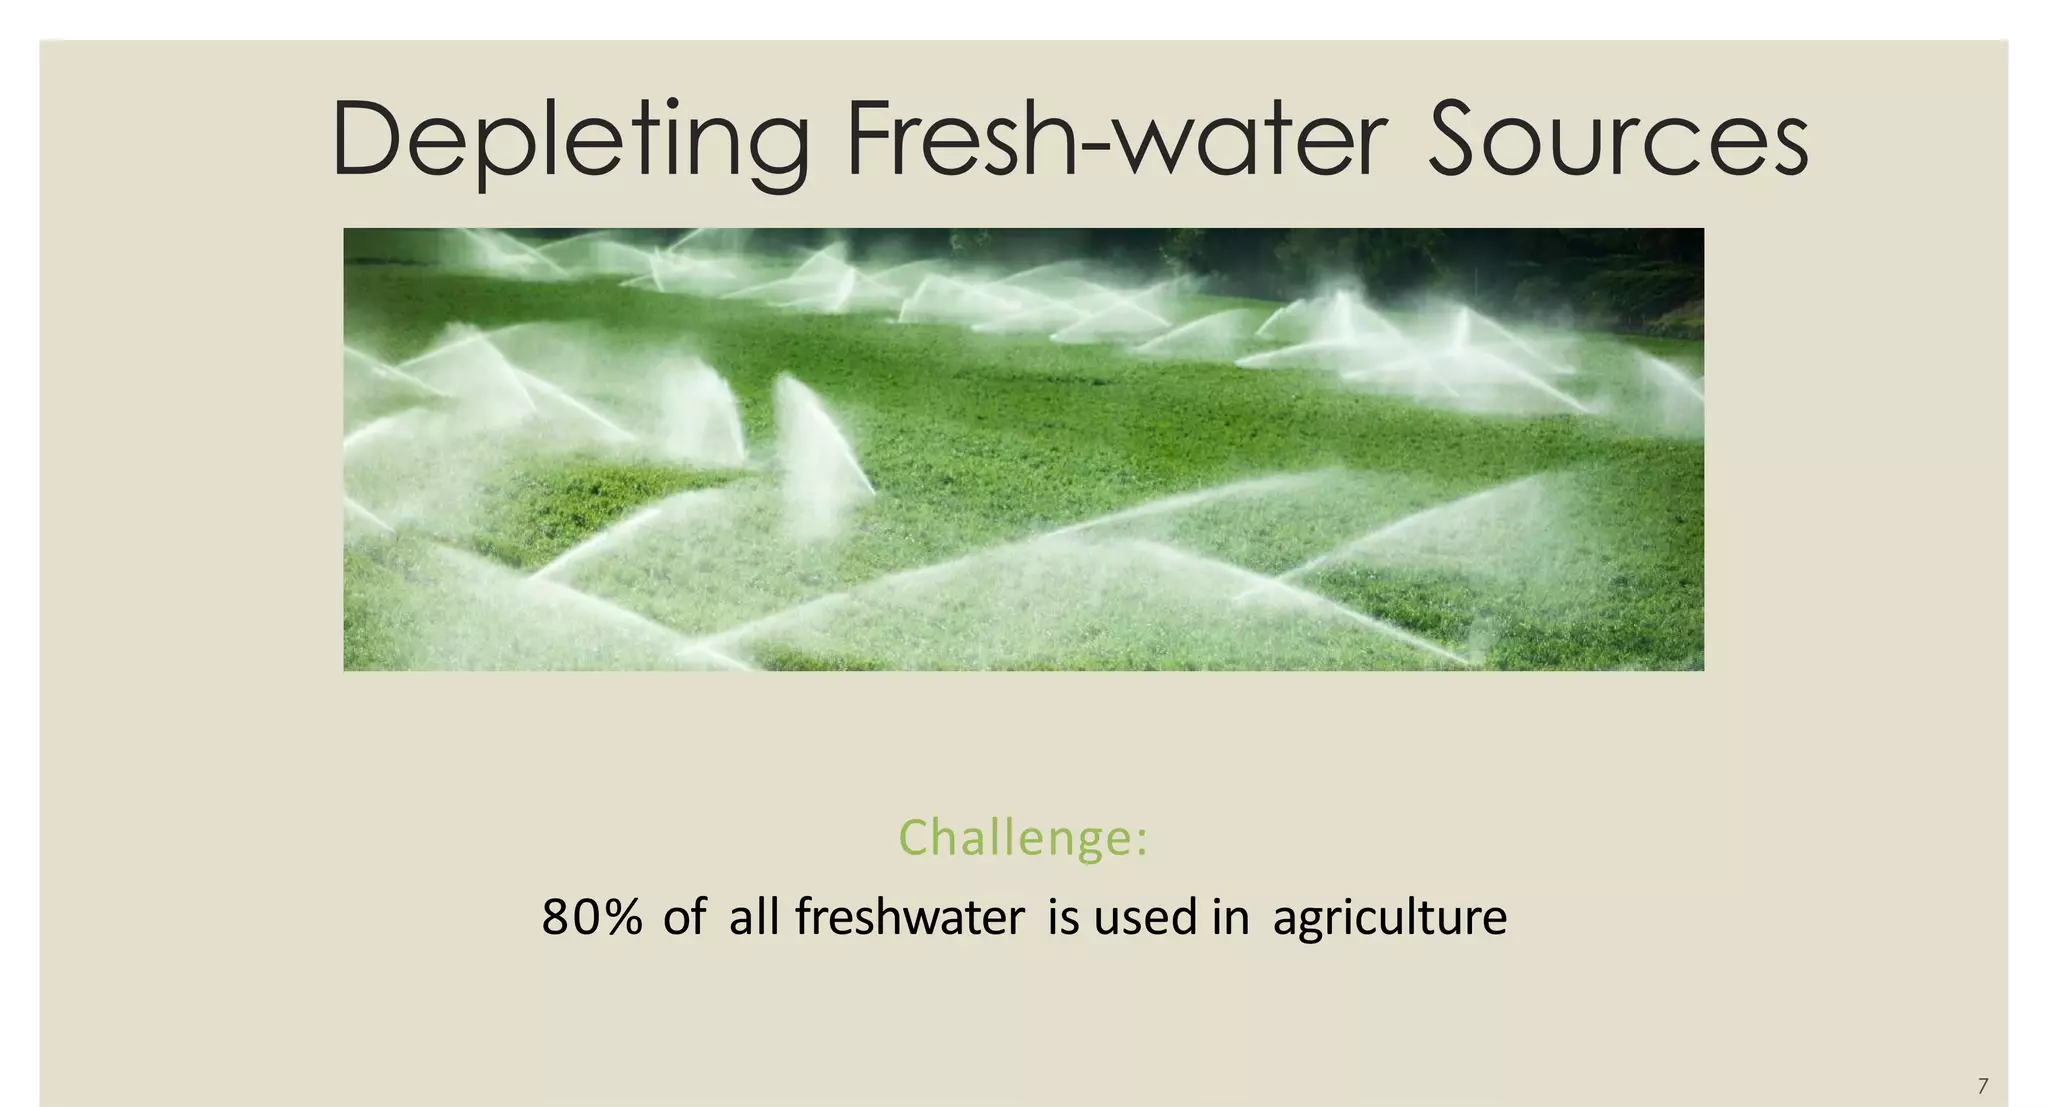 Depleting Fresh-water Sources
Challenge:
80% of all freshwater is used in agriculture
7